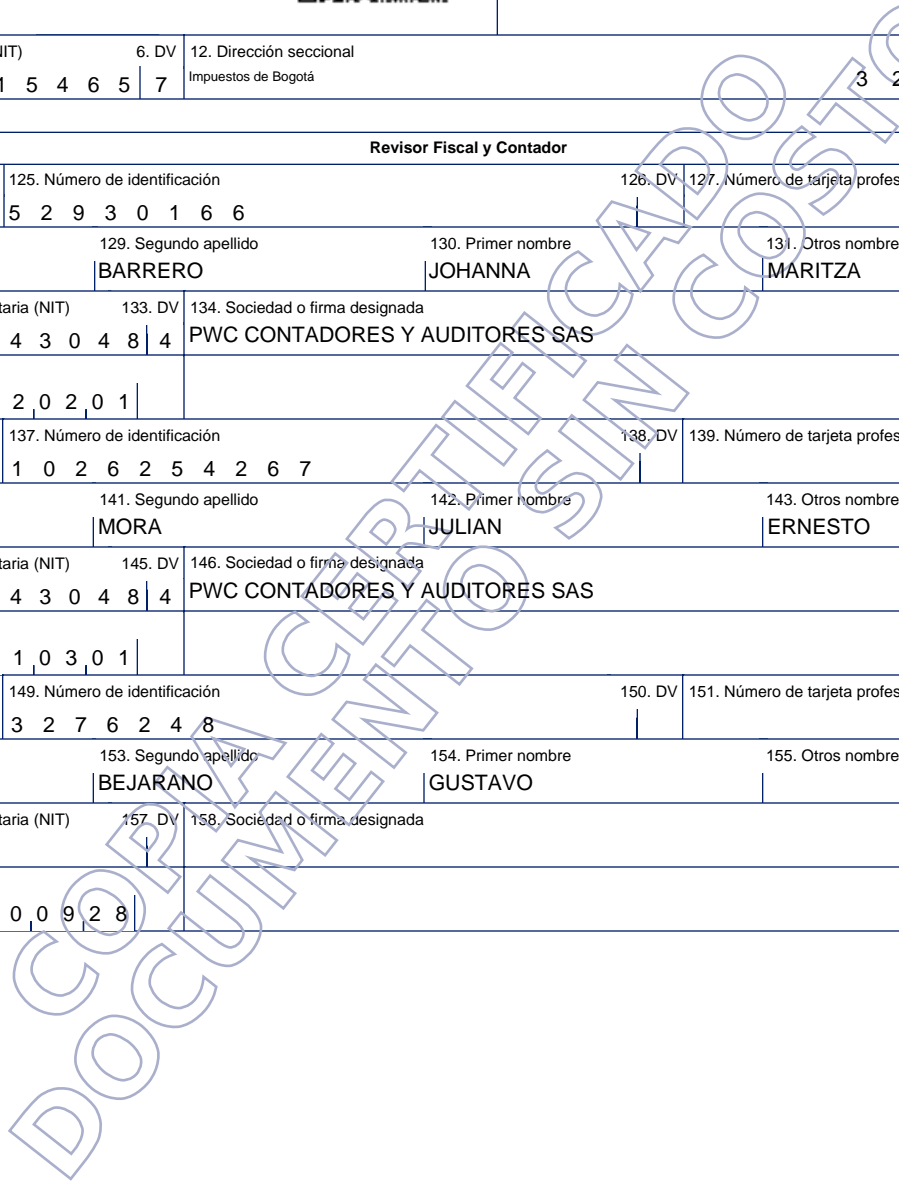 NIT) 6. DV 12. Dirección seccional
1 5 4 6 5 7 Impuestos de Bogotá 3 2
Revisor Fiscal y Contador
125. Número de identificación 126. DV 127. Número de tarjeta profes
5 2 9 3 0 1 6 6
129. Segundo apellido 130. Primer nombre 131. Otros nombre
BARRERO JOHANNA MARITZA
taria (NIT) 133. DV 134. Sociedad o firma designada
4 3 0 4 8 4 PWC CONTADORES Y AUDITORES SAS
2 0 2 0 1
137. Número de identificación 138. DV 139. Número de tarjeta profes
1 0 2 6 2 5 4 2 6 7
141. Segundo apellido 142. Primer nombre 143. Otros nombre
MORA JULIAN ERNESTO
taria (NIT) 145. DV 146. Sociedad o firma designada
4 3 0 4 8 4 PWC CONTADORES Y AUDITORES SAS
1 0 3 0 1
149. Número de identificación 150. DV 151. Número de tarjeta profes
3 2 7 6 2 4 8
153. Segundo apellido 154. Primer nombre 155. Otros nombre
BEJARANO GUSTAVO
taria (NIT) 157. DV 158. Sociedad o firma designada
0 0 9 2 8
COPIA CERTIFICADO
DOCUMENTO SIN COSTO